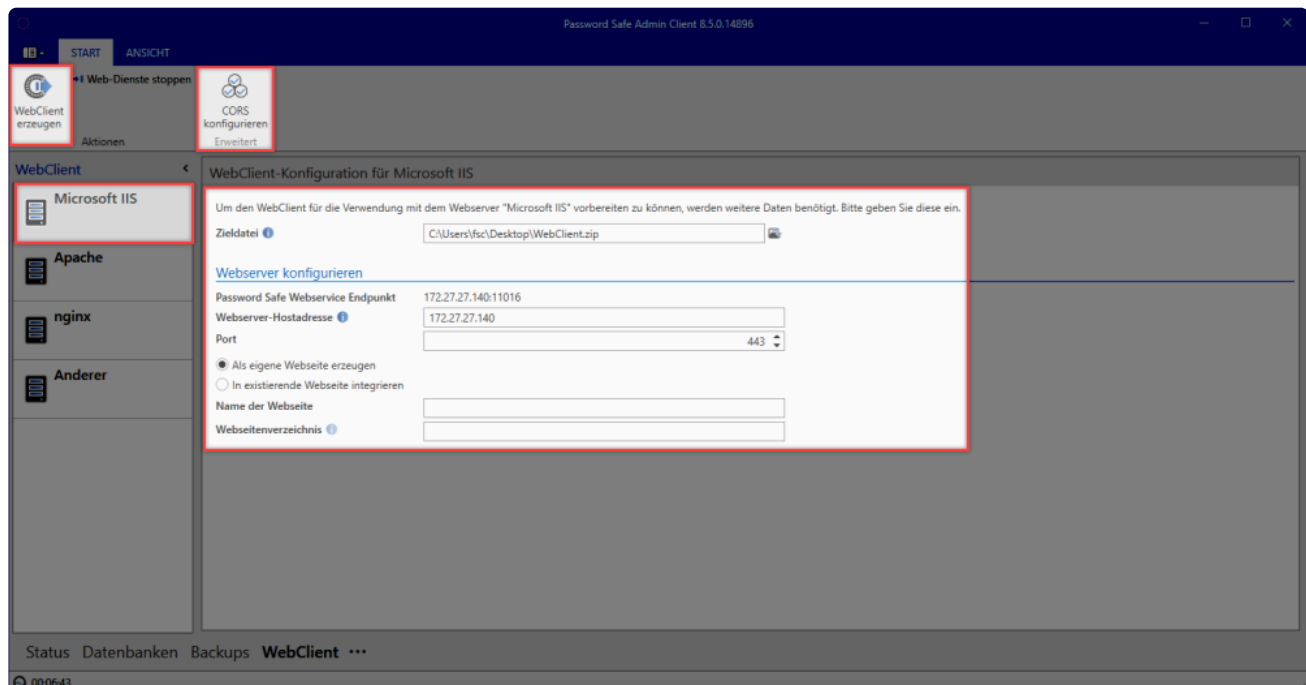 Password Safe Admin Client 8.5.0.14896
START ANSICHT
WebClient erzeugen
Web-Dienste stoppen
Aktionen
CORS konfigurieren
Erweitert
WebClient
Microsoft IIS
Apache
nginx
Anderer
WebClient-Konfiguration für Microsoft IIS
Um den WebClient für die Verwendung mit dem Webserver "Microsoft IIS" vorbereiten zu können, werden weitere Daten benötigt. Bitte geben Sie diese ein.
Zieldatei C:\Users\fsc\Desktop\WebClient.zip
Webserver konfigurieren
Password Safe Webservice Endpunkt 172.27.27.140:11016
Webserver-Hostadresse 172.27.27.140
Port 443
Als eigene Webseite erzeugen
In existierende Webseite integrieren
Name der Webseite
Webseitenverzeichnis
Status Datenbanken Backups WebClient •••
00:06:43